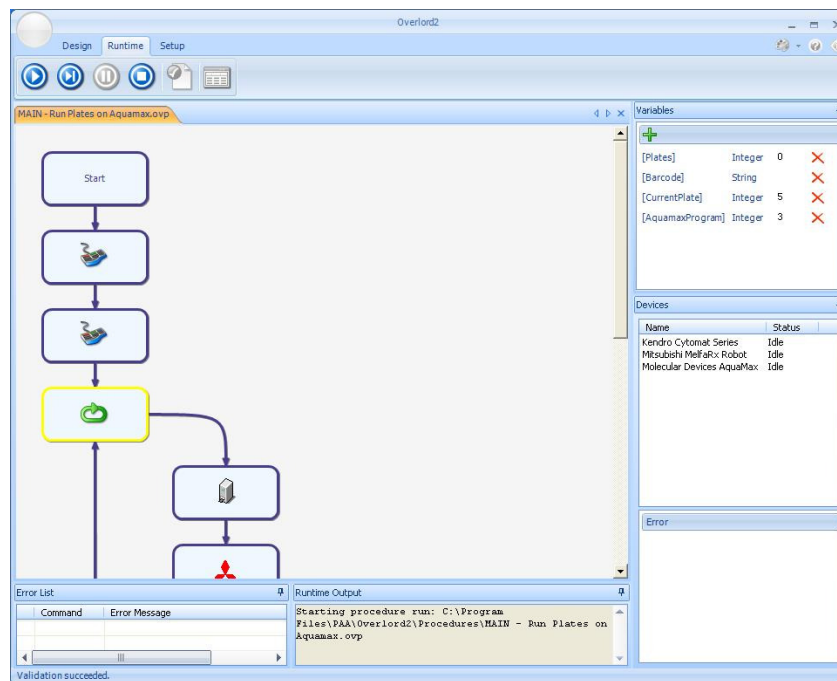 Overlord2
Design Runtime Setup
MAIN - Run Plates on Aquamax.ovp
Variables
[Plates] Integer 0
[Barcode] String
[CurrentPlate] Integer 5
[AquamaxProgram] Integer 3
Start
Devices
Name Status
Kendro Cytomat Series Idle
Mitsubishi MelfaRx Robot Idle
Molecular Devices AquaMax Idle
Error
Error List
Command Error Message
Runtime Output
Starting procedure run: C:\Program
Files\PAA\Overlord2\Procedures\MAIN - Run Plates on
Aquamax.ovp
Validation succeeded.